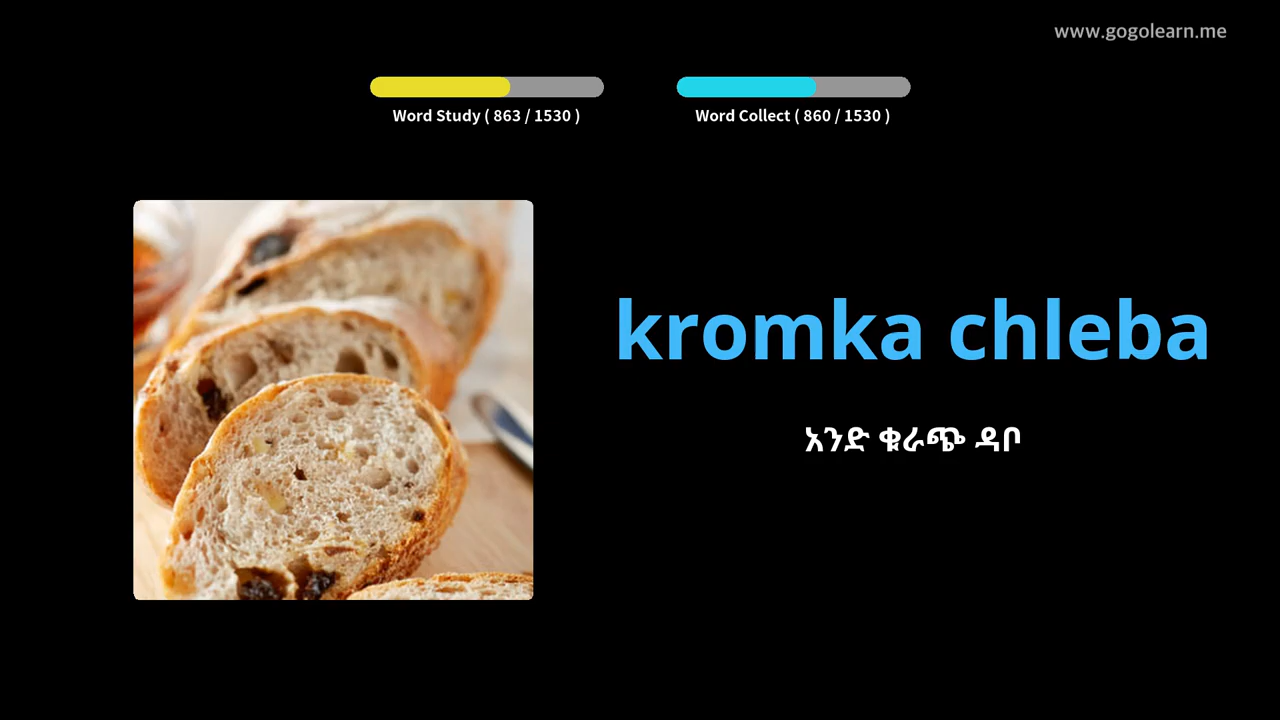 www.gogolearn.me
Word Study ( 863 / 1530 )
Word Collect ( 860 / 1530 )
kromka chleba
አንድ ቁራጭ ዳቦ